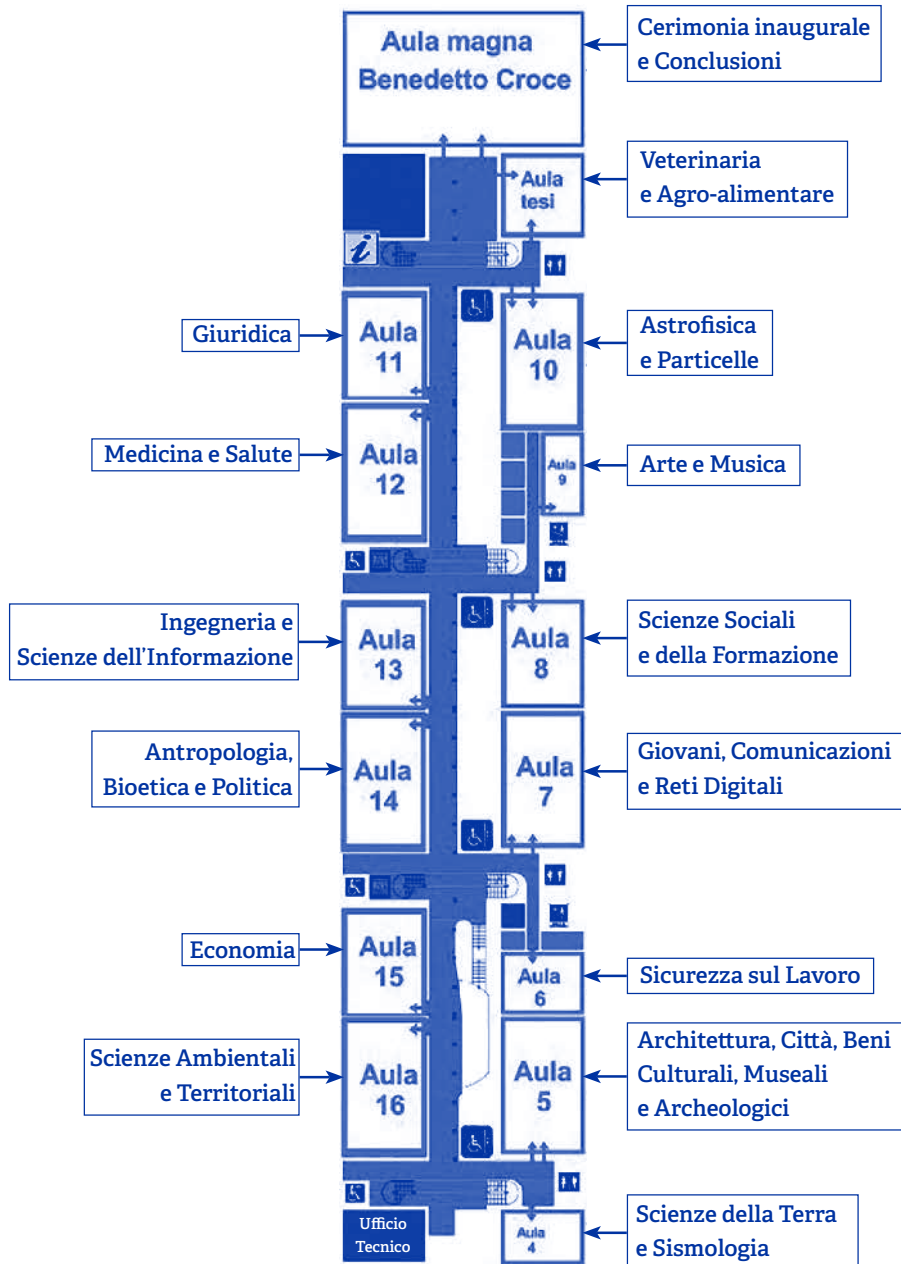 Aula magna
Benedetto Croce
Cerimonia inaugurale
e Conclusioni
Aula
tesi
Veterinaria
e Agro-alimentare
i
Giuridica
Aula
11
Aula
10
Astrofisica
e Particelle
Medicina e Salute
Aula
12
Aula
9
Arte e Musica
Ingegneria e
Scienze dell'Informazione
Aula
13
Aula
8
Scienze Sociali
e della Formazione
Antropologia,
Bioetica e Politica
Aula
14
Aula
7
Giovani, Comunicazioni
e Reti Digitali
Economia
Aula
15
Aula
6
Sicurezza sul Lavoro
Scienze Ambientali
e Territoriali
Aula
16
Aula
5
Architettura, Città, Beni
Culturali, Museali
e Archeologici
Ufficio
Tecnico
Aula
4
Scienze della Terra
e Sismologia